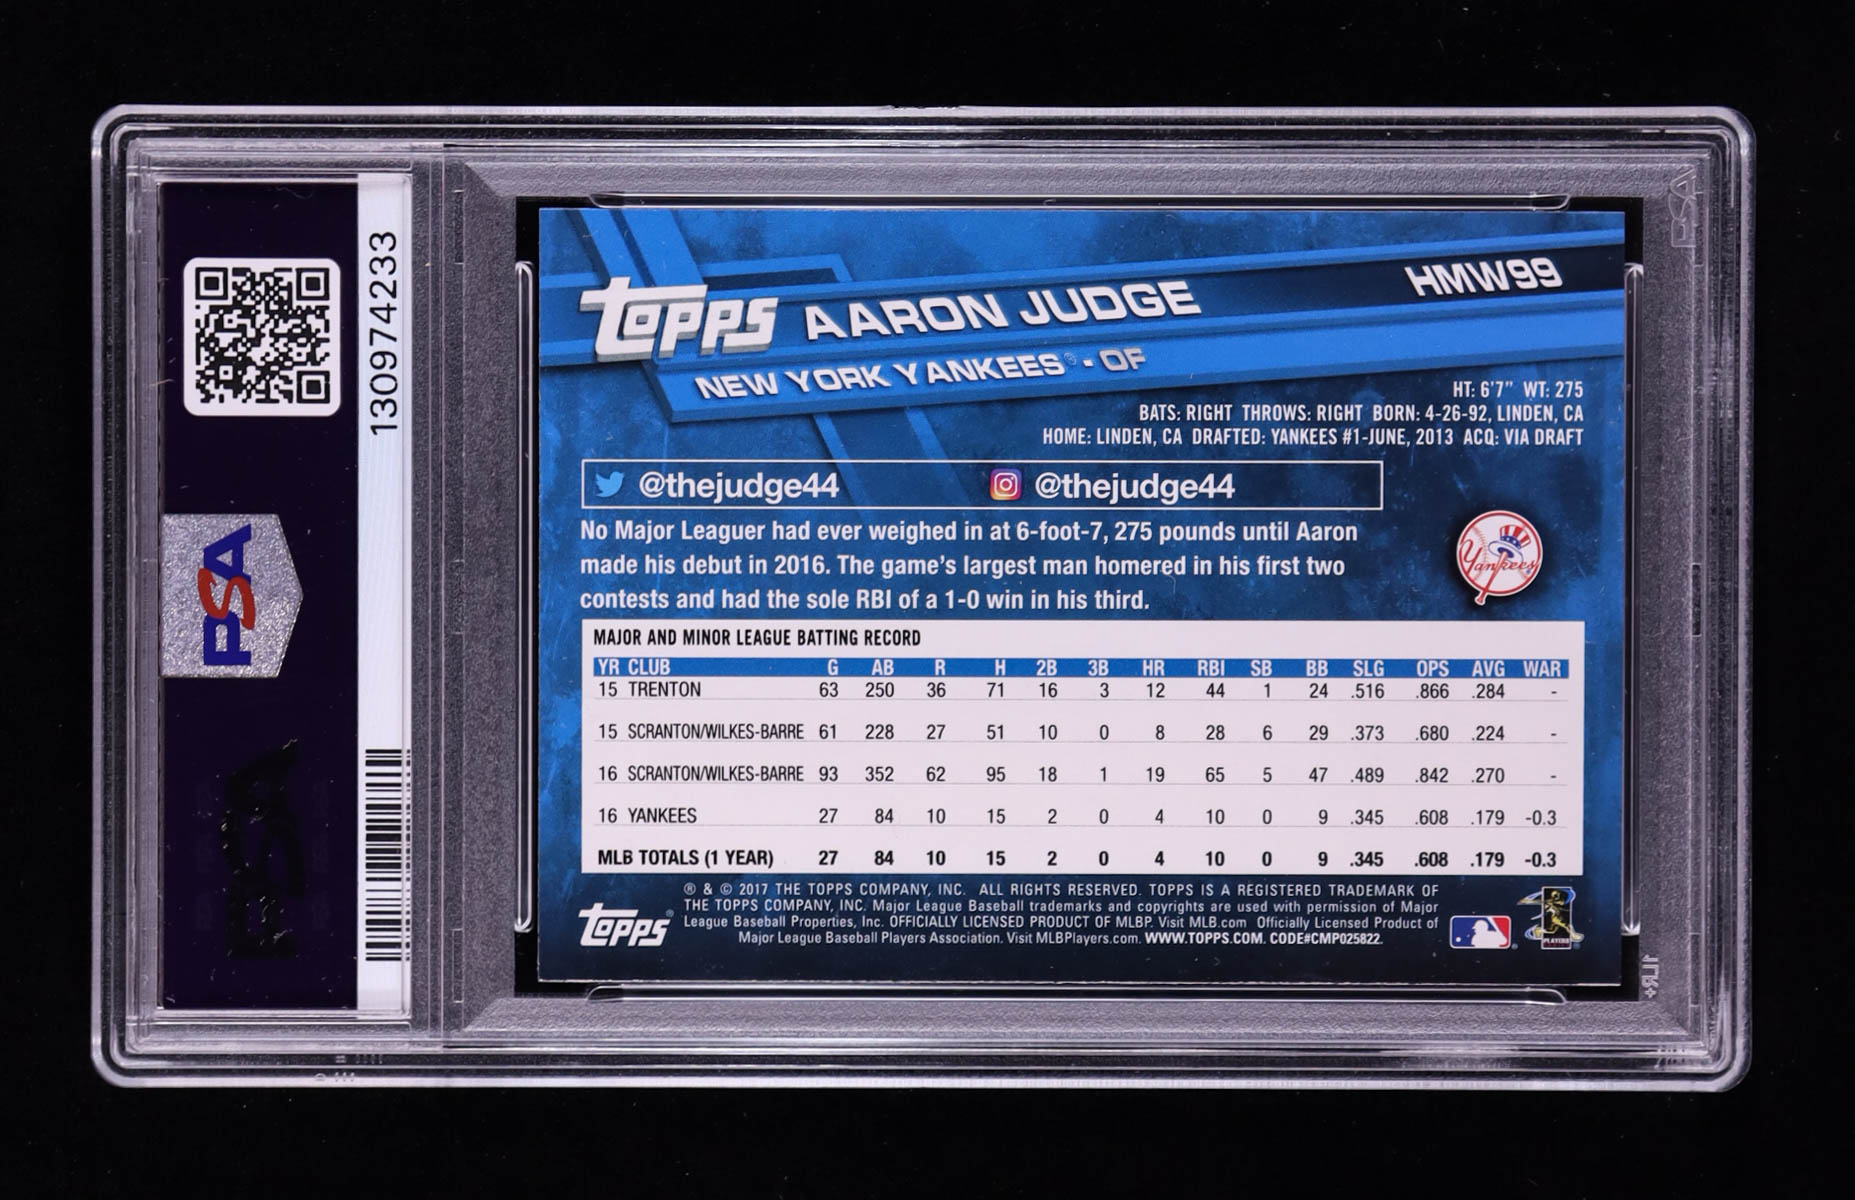 130974233
PSA
PSA
PSA
TOPPS AARON JUDGE HMW99
NEW YORK YANKEES® - OF
HT: 6'7" WT: 275
BATS: RIGHT THROWS: RIGHT BORN: 4-26-92, LINDEN, CA
HOME: LINDEN, CA DRAFTED: YANKEES #1-JUNE, 2013 ACQ: VIA DRAFT
@thejudge44 @thejudge44
No Major Leaguer had ever weighed in at 6-foot-7, 275 pounds until Aaron
made his debut in 2016. The game's largest man homered in his first two
contests and had the sole RBI of a 1-0 win in his third.
Yankees
MAJOR AND MINOR LEAGUE BATTING RECORD
YR CLUB G AB R H 2B 3B HR RBI SB BB SLG OPS AVG WAR
15 TRENTON 63 250 36 71 16 3 12 44 1 24 .516 .866 .284 -
15 SCRANTON/WILKES-BARRE 61 228 27 51 10 0 8 28 6 29 .373 .680 .224 -
16 SCRANTON/WILKES-BARRE 93 352 62 95 18 1 19 65 5 47 .489 .842 .270 -
16 YANKEES 27 84 10 15 2 0 4 10 0 9 .345 .608 .179 -0.3
MLB TOTALS (1 YEAR) 27 84 10 15 2 0 4 10 0 9 .345 .608 .179 -0.3
® & © 2017 THE TOPPS COMPANY, INC. ALL RIGHTS RESERVED. TOPPS IS A REGISTERED TRADEMARK OF
THE TOPPS COMPANY, INC. Major League Baseball trademarks and copyrights are used with permission of Major
League Baseball Properties, Inc. OFFICIALLY LICENSED PRODUCT OF MLBP. Visit MLB.com Officially Licensed Product of
Major League Baseball Players Association. Visit MLBPlayers.com. WWW.TOPPS.COM. CODE#CMP025822.
TOPPS®
PLAYERS